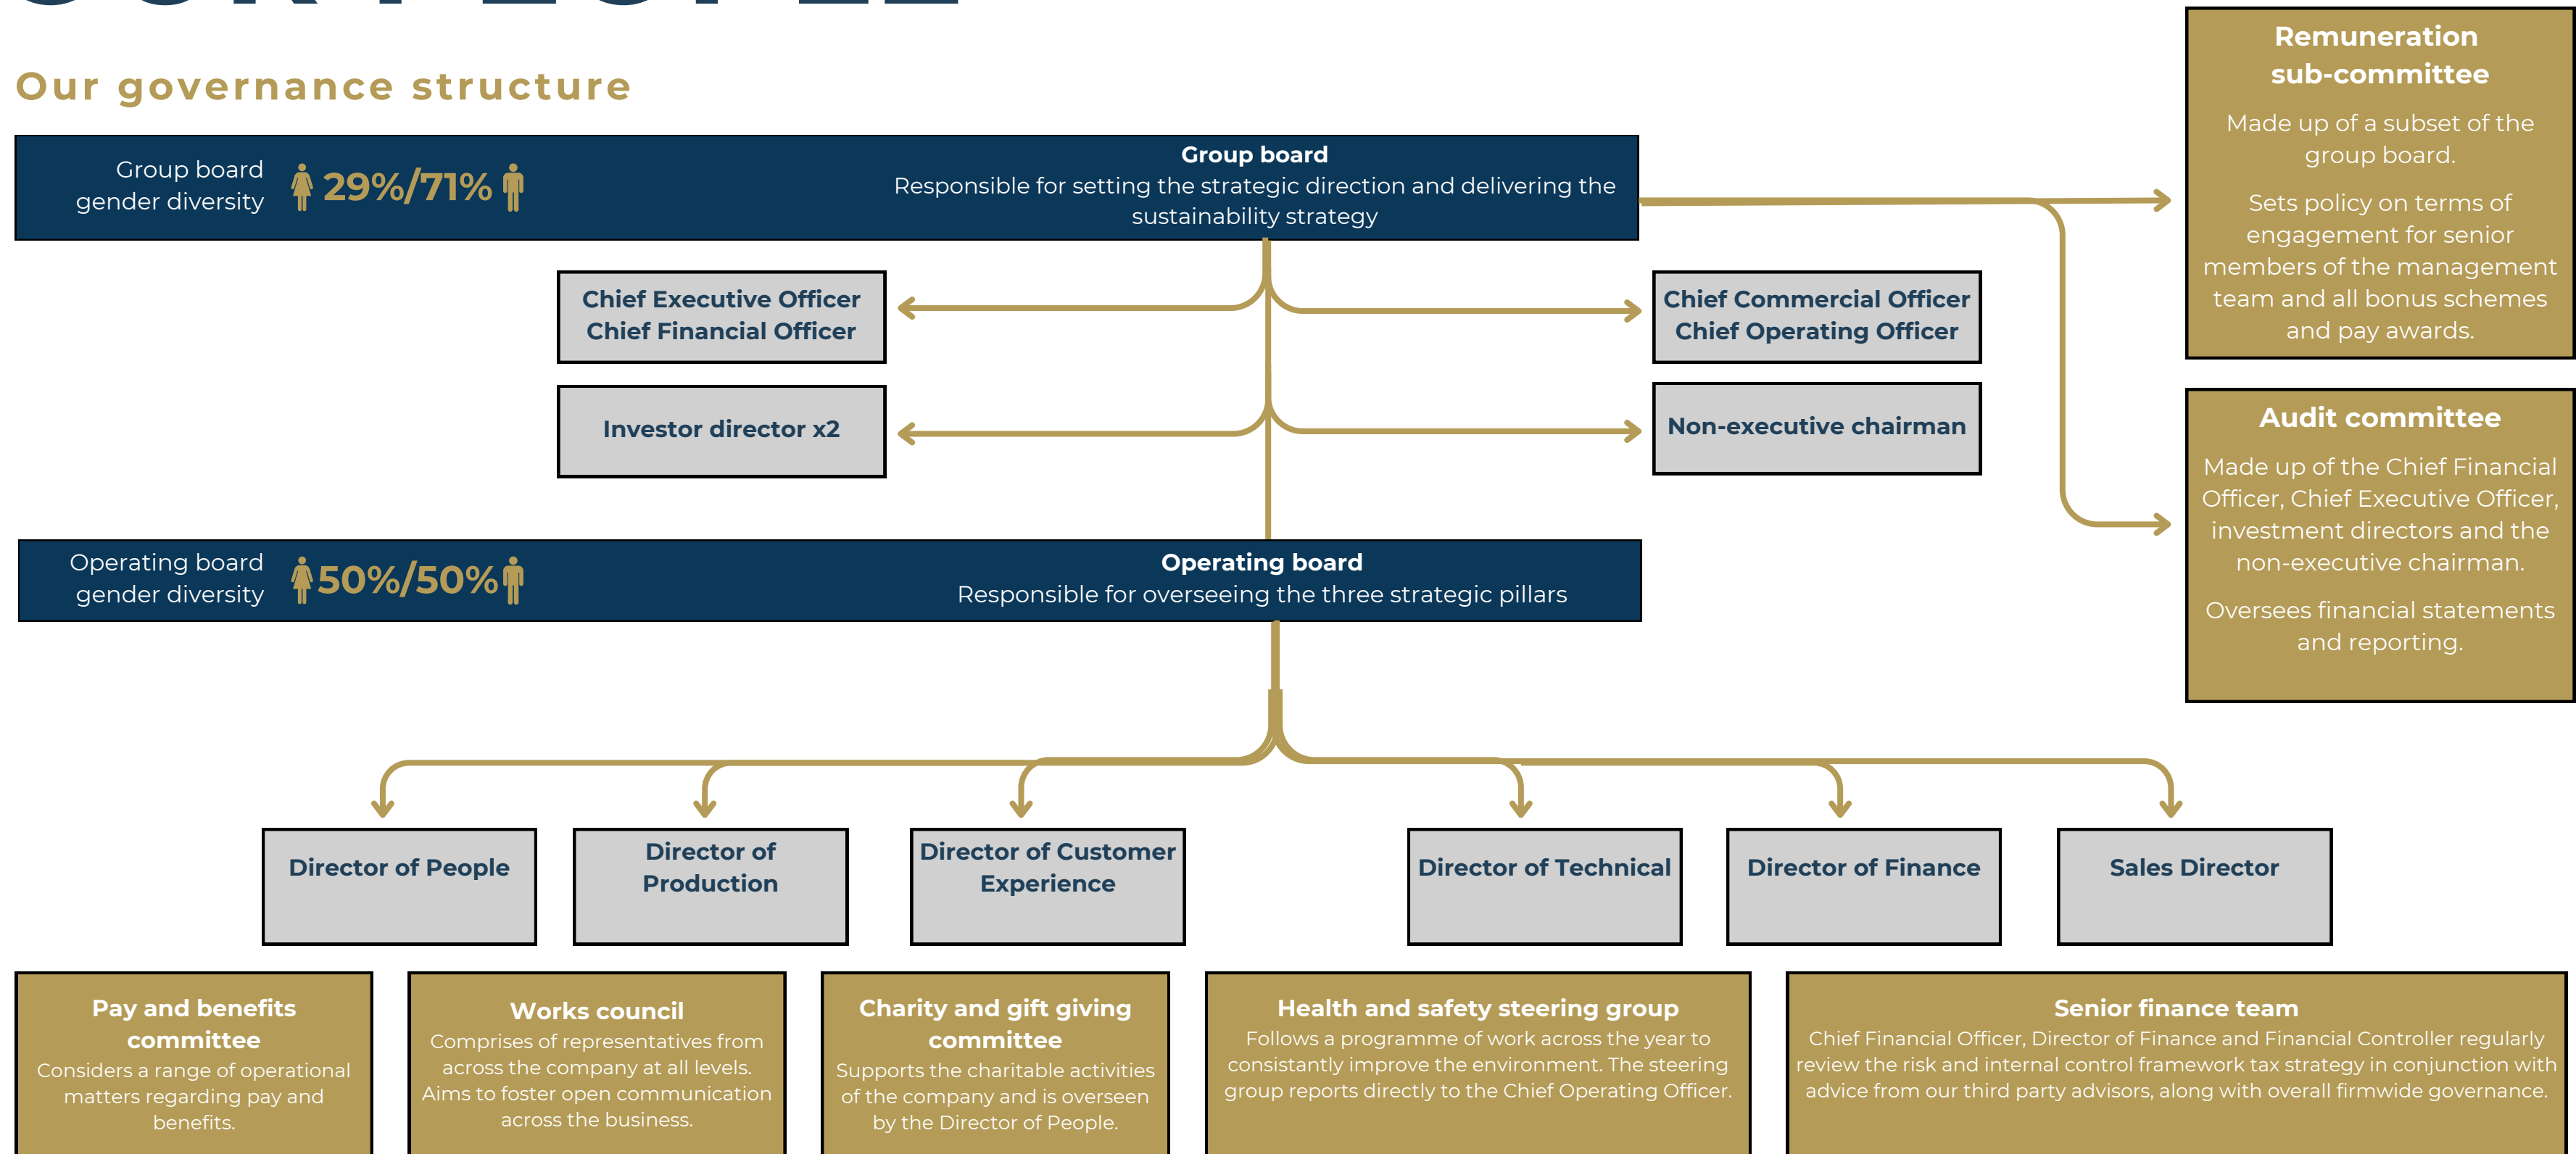 OUR PEOPLE
Our governance structure
Group board
gender diversity
29%/71%
Group board
Responsible for setting the strategic direction and delivering the
sustainability strategy
Remuneration
sub-committee
Made up of a subset of the
group board.
Sets policy on terms of
engagement for senior
members of the management
team and all bonus schemes
and pay awards.
Chief Executive Officer
Chief Financial Officer
Chief Commercial Officer
Chief Operating Officer
Investor director x2
Non-executive chairman
Audit committee
Made up of the Chief Financial
Officer, Chief Executive Officer,
investment directors and the
non-executive chairman.
Oversees financial statements
and reporting.
Operating board
gender diversity
50%/50%
Operating board
Responsible for overseeing the three strategic pillars
Director of People
Director of
Production
Director of Customer
Experience
Director of Technical
Director of Finance
Sales Director
Pay and benefits
committee
Considers a range of operational
matters regarding pay and
benefits.
Works council
Comprises of representatives from
across the company at all levels.
Aims to foster open communication
across the business.
Charity and gift giving
committee
Supports the charitable activities
of the company and is overseen
by the Director of People.
Health and safety steering group
Follows a programme of work across the year to
consistantly improve the environment. The steering
group reports directly to the Chief Operating Officer.
Senior finance team
Chief Financial Officer, Director of Finance and Financial Controller regularly
review the risk and internal control framework tax strategy in conjunction with
advice from our third party advisors, along with overall firmwide governance.